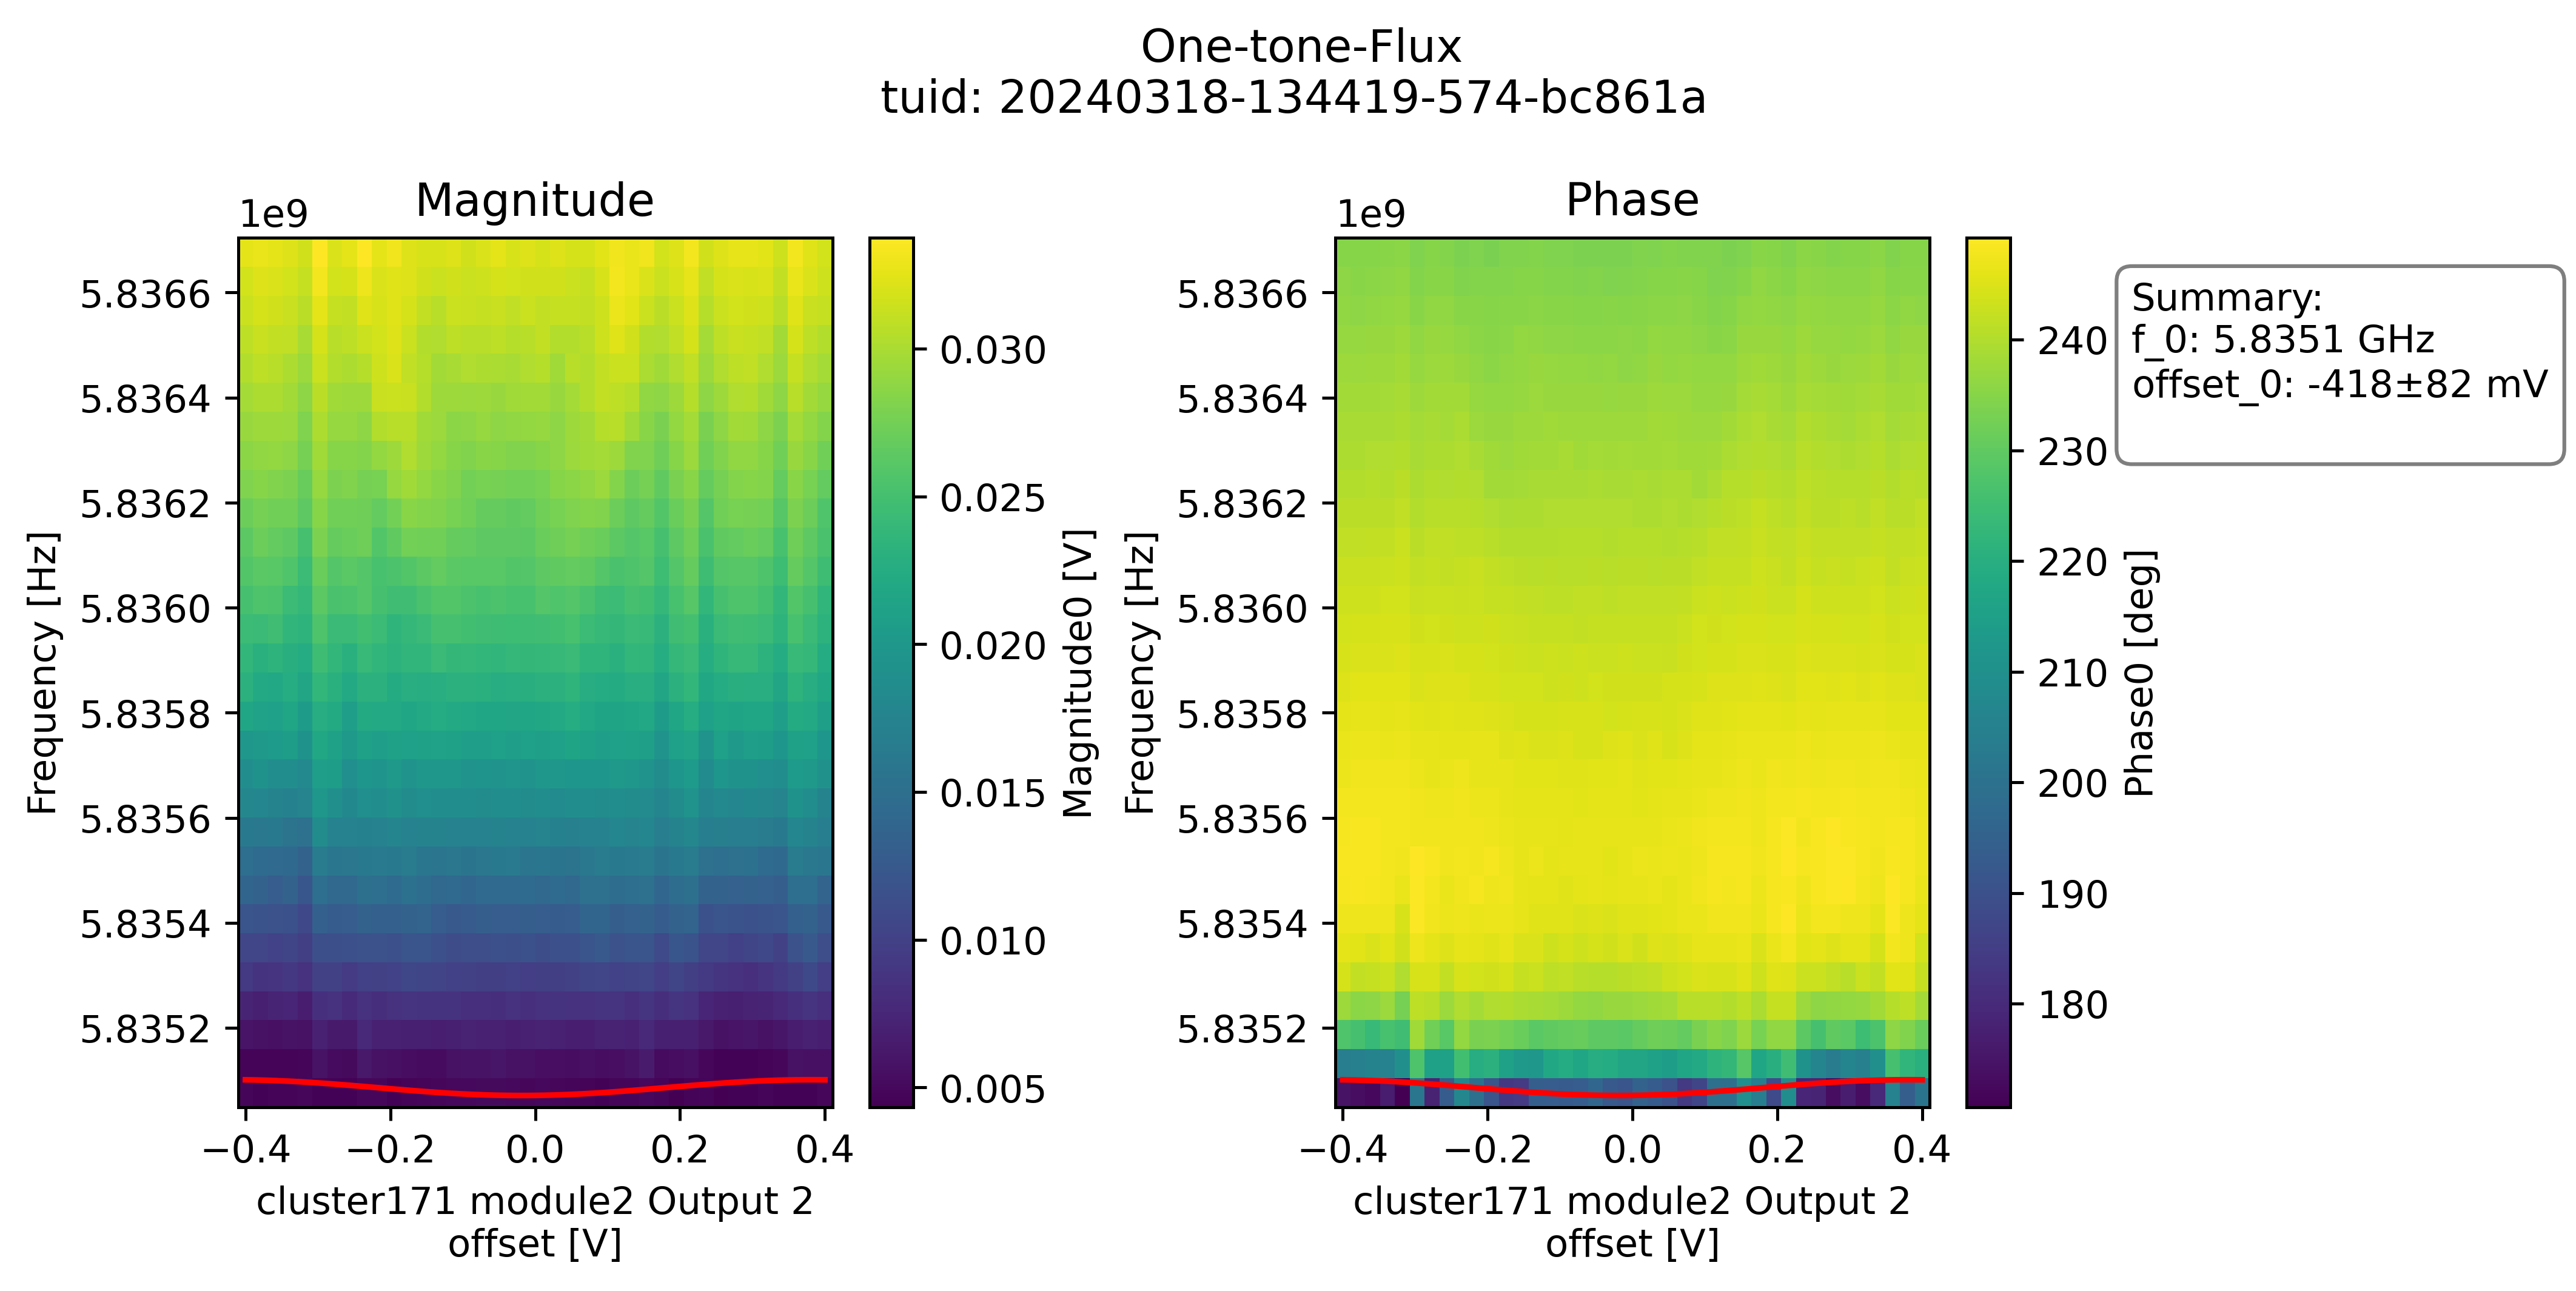 One-tone-Flux
tuid: 20240318-134419-574-bc861a
Magnitude
1e9
5.8366
5.8364
5.8362
5.8360
5.8358
5.8356
5.8354
5.8352
Frequency [Hz]
−0.4
−0.2
0.0
0.2
0.4
cluster171 module2 Output 2
offset [V]
0.030
0.025
0.020
0.015
0.010
0.005
Magnitude0 [V]
Phase
1e9
5.8366
5.8364
5.8362
5.8360
5.8358
5.8356
5.8354
5.8352
Frequency [Hz]
−0.4
−0.2
0.0
0.2
0.4
cluster171 module2 Output 2
offset [V]
240
230
220
210
200
190
180
Phase0 [deg]
Summary:
f_0: 5.8351 GHz
offset_0: -418±82 mV